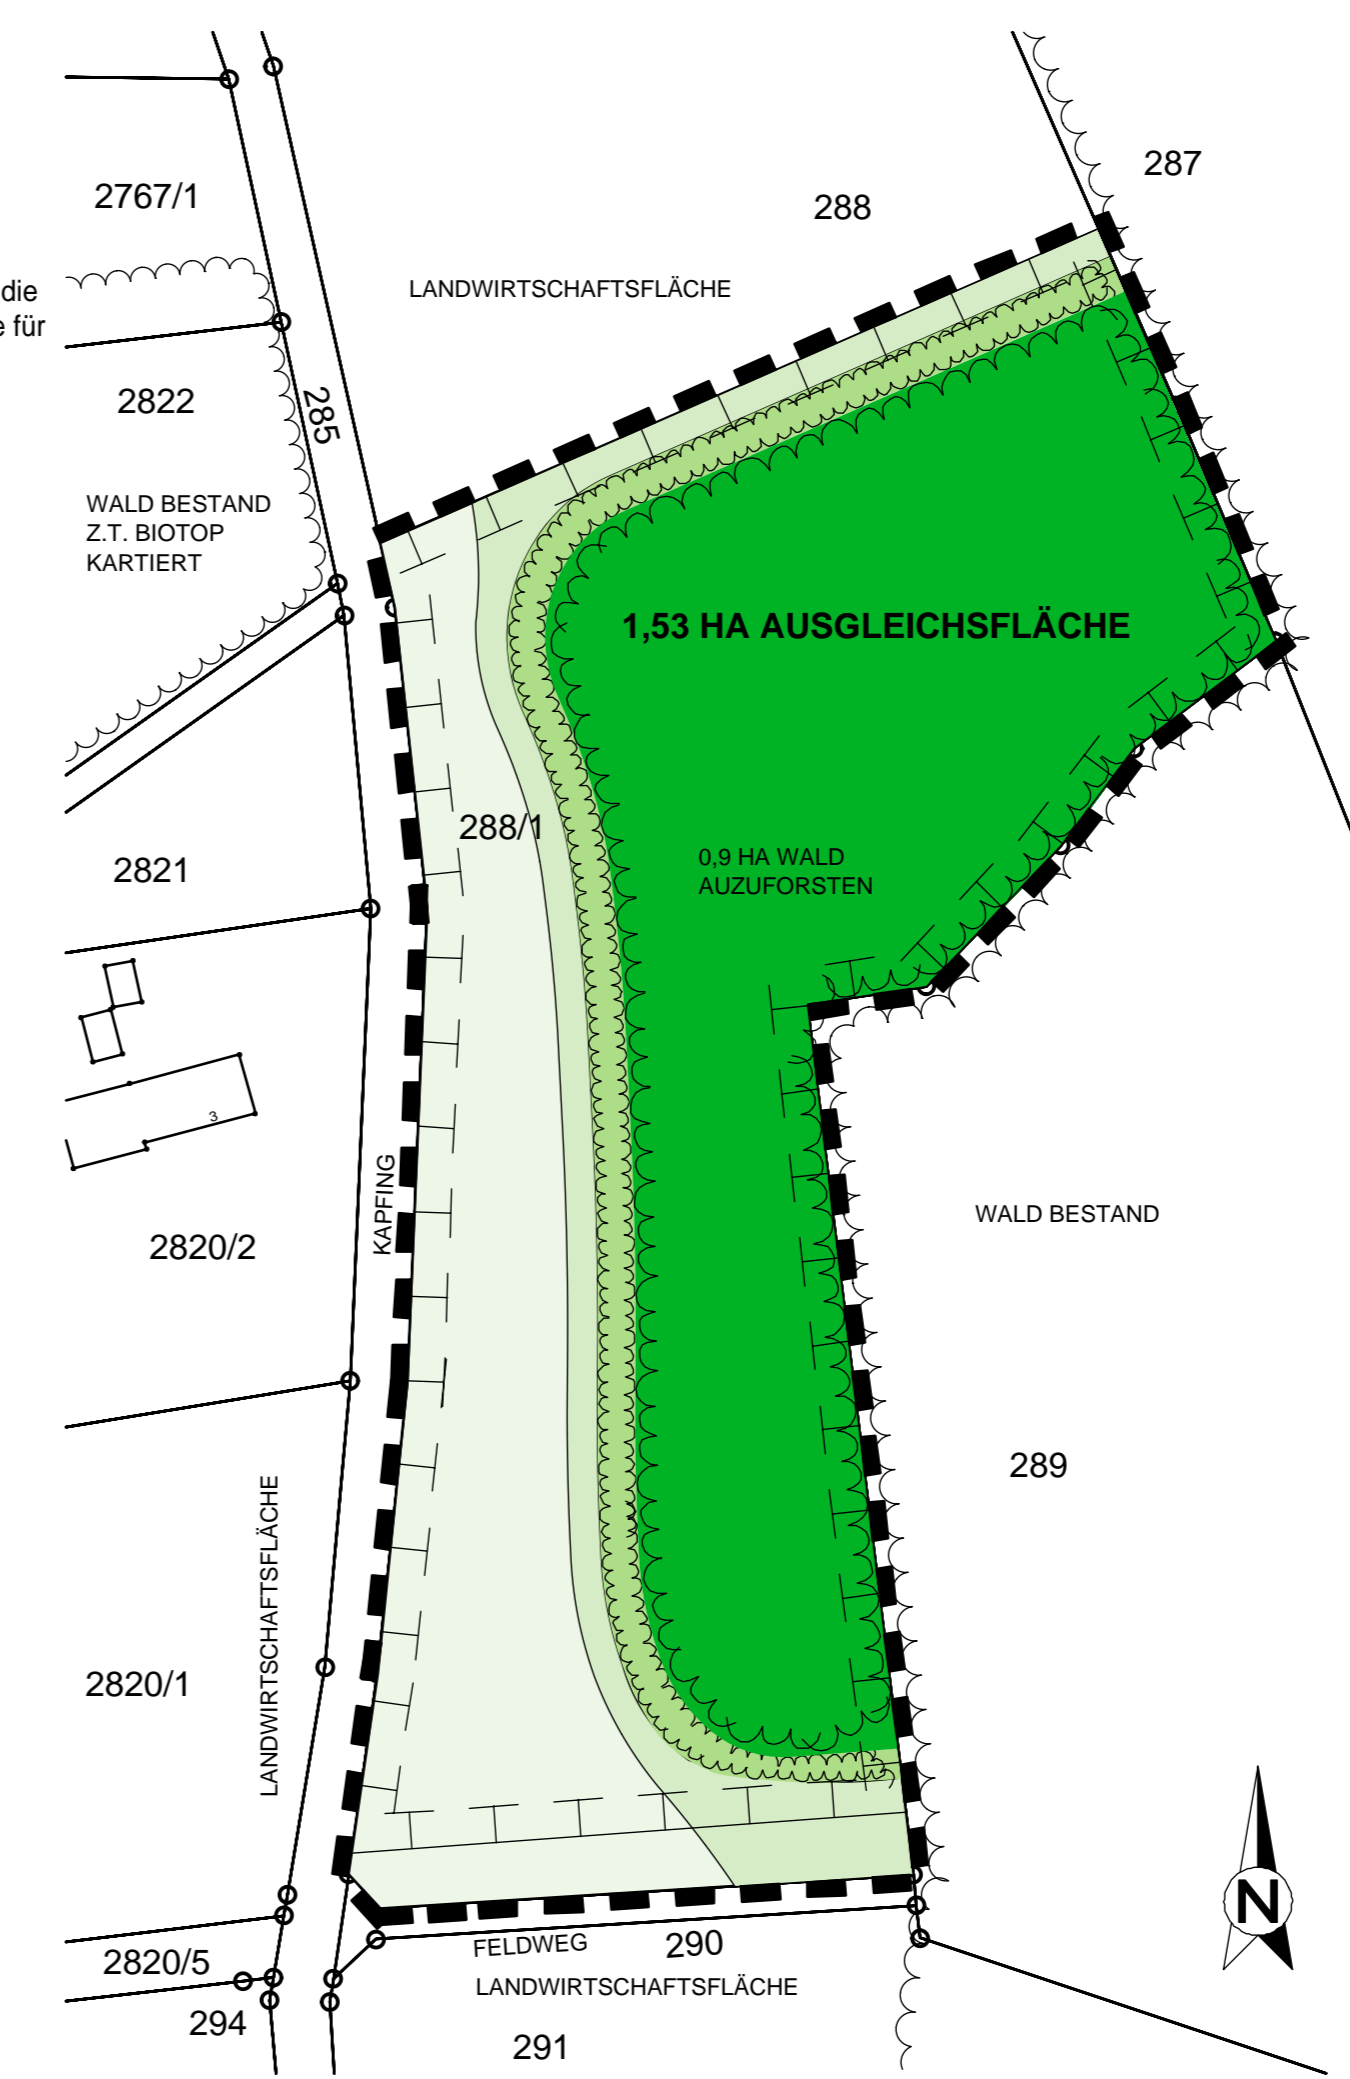 287
2767/1
288
die
e für
LANDWIRTSCHAFTSFLÄCHE
2822
285
WALD BESTAND
Z.T. BIOTOP
KARTIERT
1,53 HA AUSGLEICHSFLÄCHE
288/1
0,9 HA WALD
AUZUFORSTEN
2821
3
KAPFING
WALD BESTAND
2820/2
289
LANDWIRTSCHAFTSFLÄCHE
2820/1
N
FELDWEG
290
2820/5
LANDWIRTSCHAFTSFLÄCHE
294
291